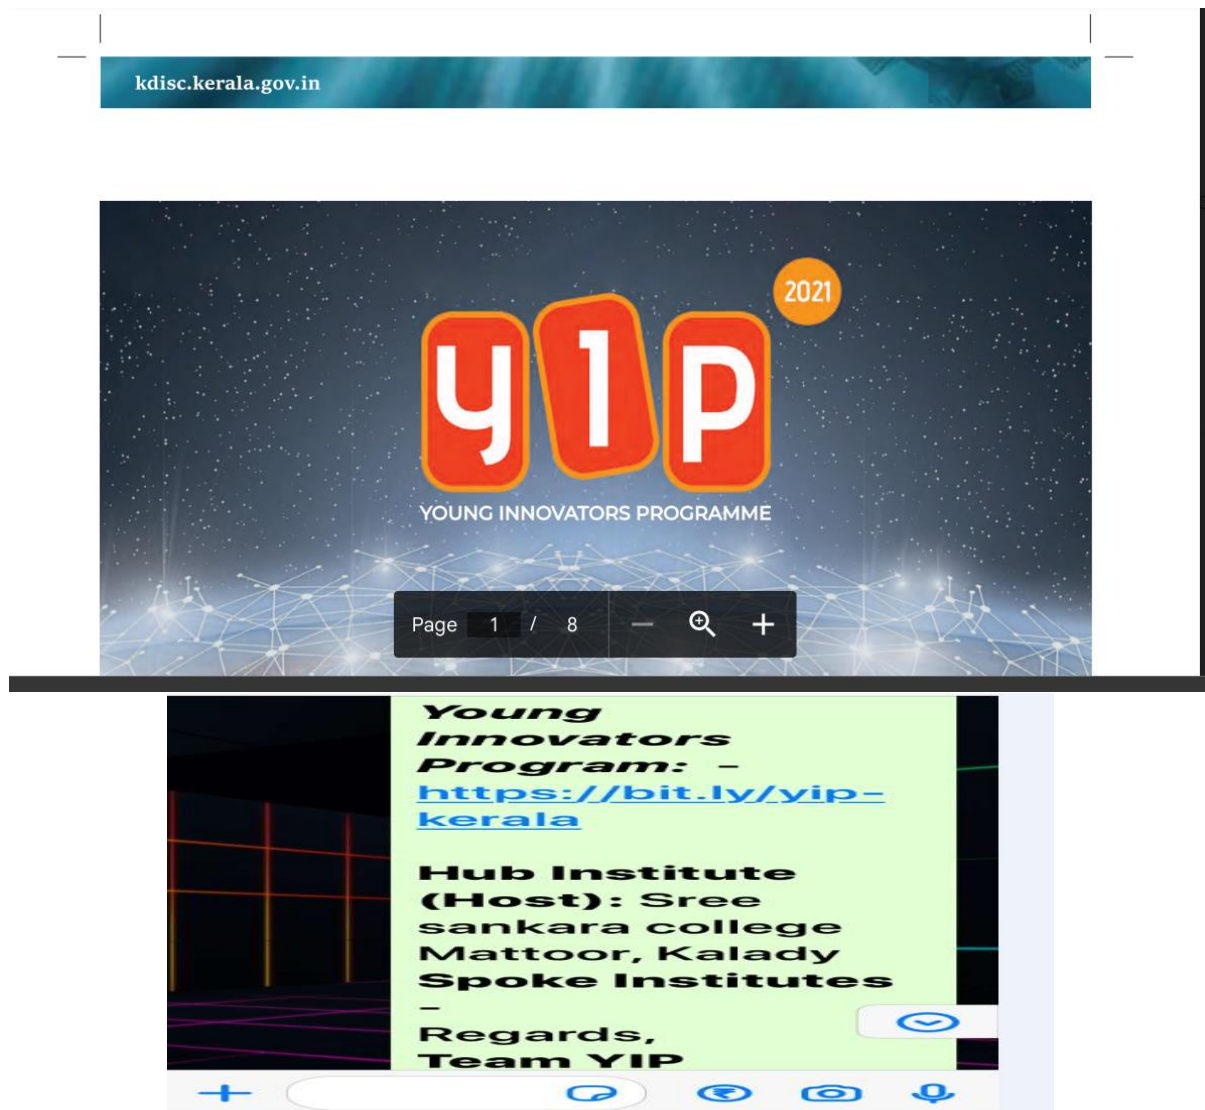 kdisc.kerala.gov.in
2021
yıp
YOUNG INNOVATORS PROGRAMME
Page 1 / 8
Young
Innovators
Program: -
https://bit.ly/yip-
kerala
Hub Institute
(Host): Sree
sankara college
Mattoor, Kalady
Spoke Institutes
-
Regards,
Team YIP